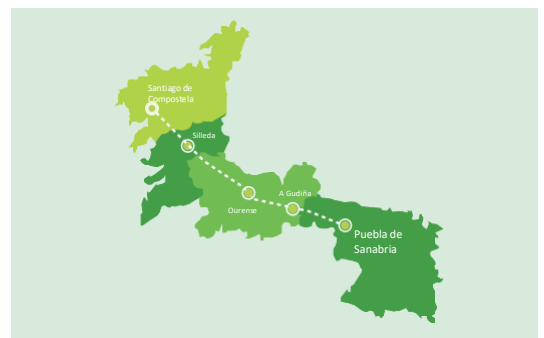 Santiago de
Compostela
Silleda
A Gudiña
Ourense
Puebla de
Sanabria